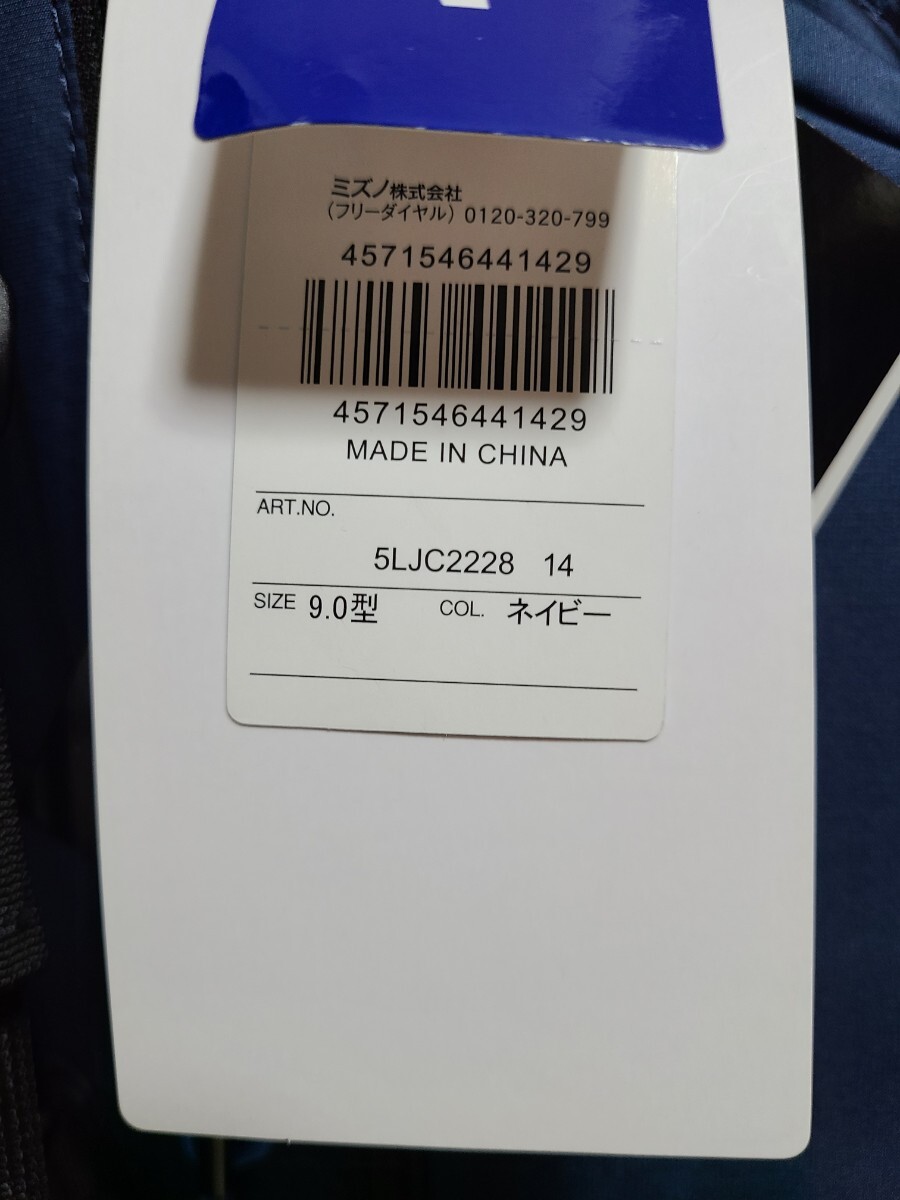 ミズノ株式会社
(フリーダイヤル) 0120-320-799
4571546441429
4571546441429
MADE IN CHINA
ART.NO.
5LJC2228 14
SIZE 9.0型 COL. ネイビー